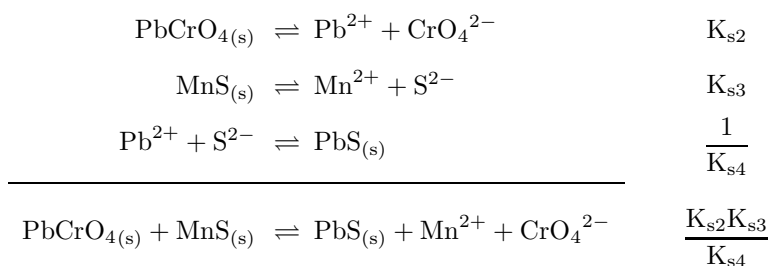 PbCrO₄₍ₛ₎ ⇌ Pb²⁺ + CrO₄²⁻ Kₛ₂
MnS₍ₛ₎ ⇌ Mn²⁺ + S²⁻ Kₛ₃
Pb²⁺ + S²⁻ ⇌ PbS₍ₛ₎ 1/Kₛ₄
PbCrO₄₍ₛ₎ + MnS₍ₛ₎ ⇌ PbS₍ₛ₎ + Mn²⁺ + CrO₄²⁻ Kₛ₂Kₛ₃/Kₛ₄